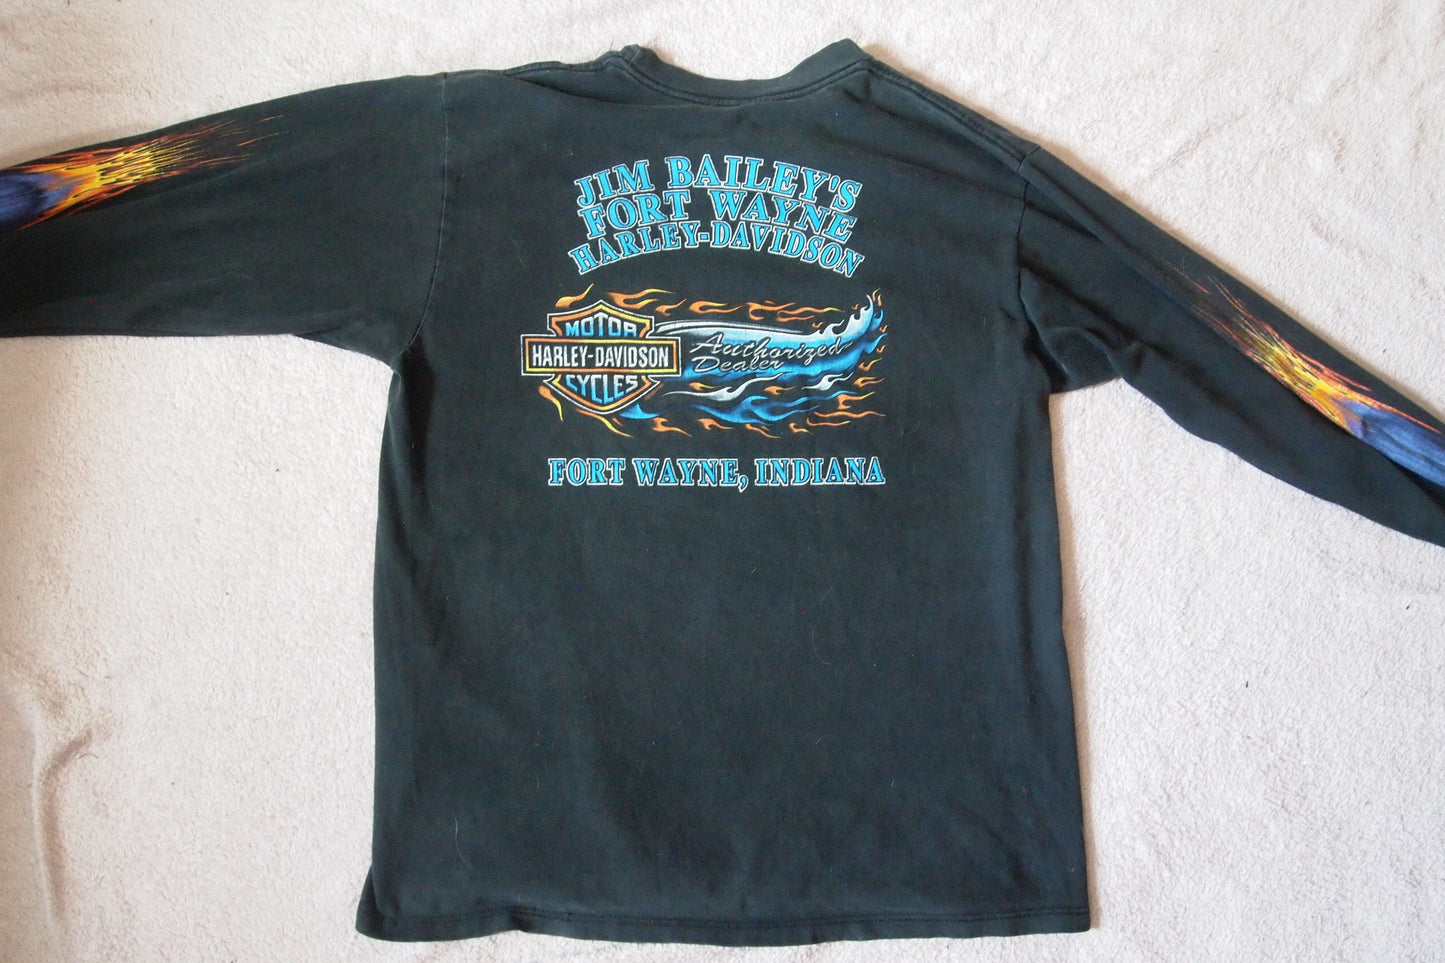 JIM BAILEY'S
FORT WAYNE
HARLEY-DAVIDSON
MOTOR
HARLEY-DAVIDSON
CYCLES
Authorized
Dealer
FORT WAYNE, INDIANA